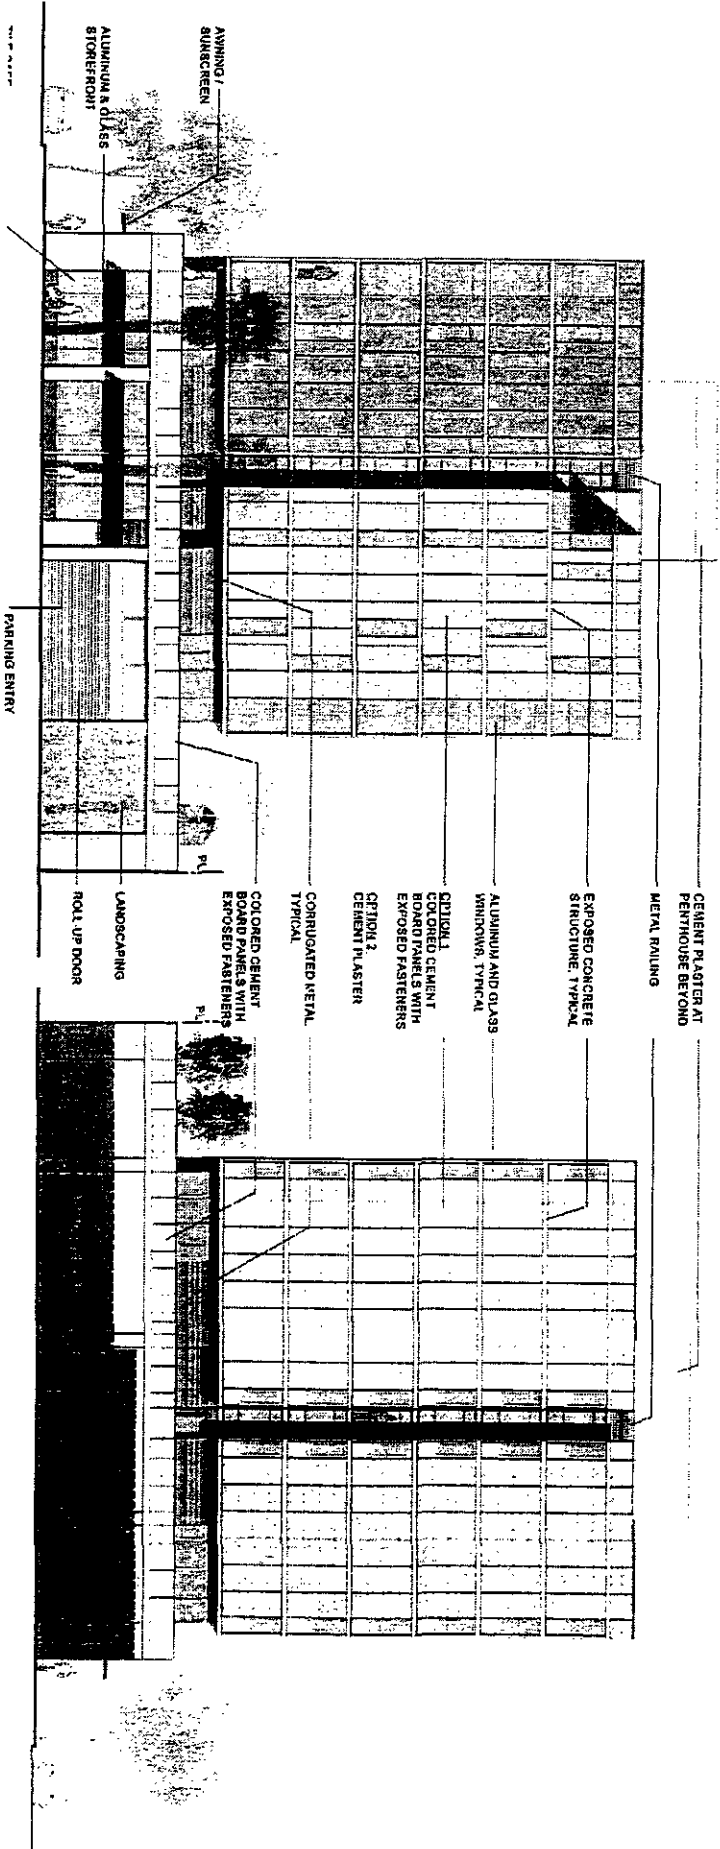 CEMENT PLASTER AT
PENTHOUSE BEYOND
METAL RAILING
EXPOSED CONCRETE
STRUCTURE, TYPICAL
ALUMINUM AND GLASS
WINDOWS, TYPICAL
OPTION 1
COLORED CEMENT
BOARD PANELS WITH
EXPOSED FASTENERS
OPTION 2.
CEMENT PLASTER
CORRUGATED METAL.
TYPICAL
COLORED CEMENT
BOARD PANELS WITH
EXPOSED FASTENERS
LANDSCAPING
ROLL-UP DOOR
AWNING /
SUNSCREEN
ALUMINUM & GLASS
STOREFRONT
PARKING ENTRY
PL
PL